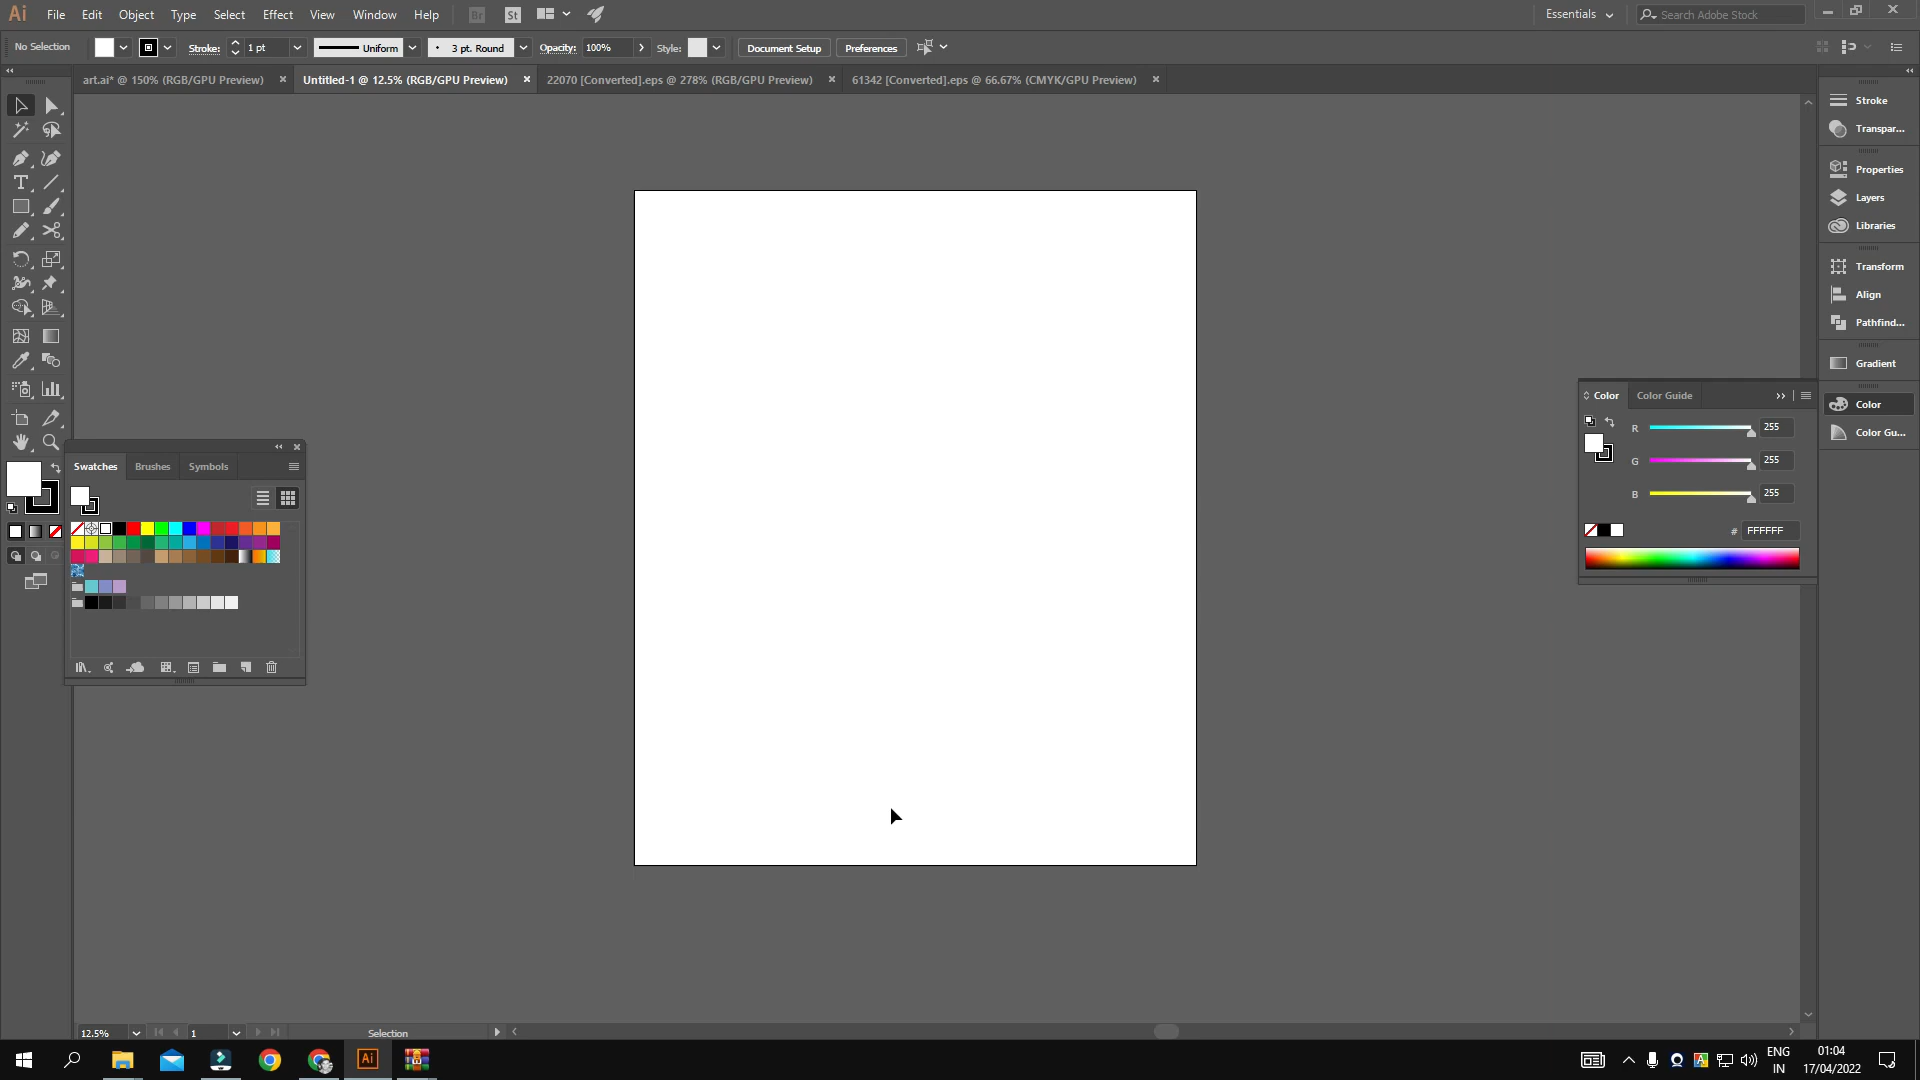 Ai File Edit Object Type Select Effect View Window Help Br St Essentials Search Adobe Stock
No Selection Stroke: 1 pt Uniform 3 pt. Round Opacity: 100% Style: Document Setup Preferences
art.ai* @ 150% (RGB/GPU Preview) Untitled-1 @ 12.5% (RGB/GPU Preview) 22070 [Converted].eps @ 278% (RGB/GPU Preview) 61342 [Converted].eps @ 66.67% (CMYK/GPU Preview)
Stroke
Transpar...
Properties
Layers
Libraries
Transform
Align
Pathfind...
Gradient
Color
Color Gu...
Color Color Guide
R 255
G 255
B 255
# FFFFFF
Swatches Brushes Symbols
12.5% 1 Selection
Ai
ENG
IN
01:04
17/04/2022